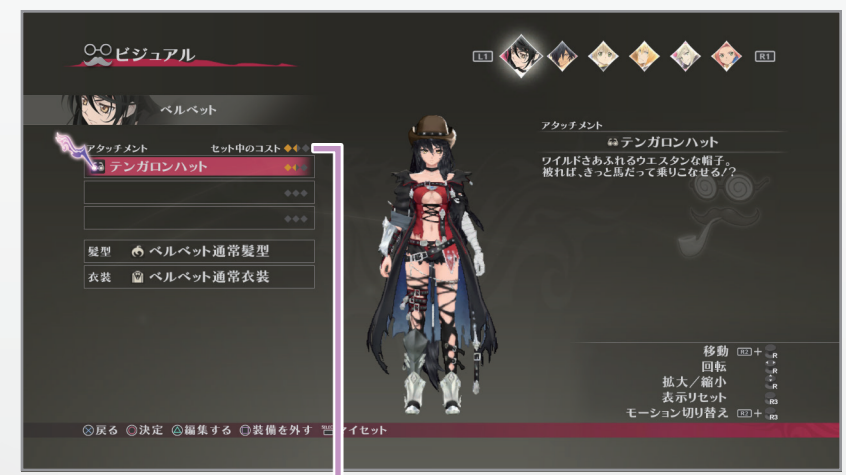 ビジュアル
L1
R1
ベルベット
アタッチメント セット中のコスト
テンガロンハット
髪型 ベルベット通常髪型
衣装 ベルベット通常衣装
アタッチメント
テンガロンハット
ワイルドさあふれるウエスタンな帽子。
被れば、きっと馬だって乗りこなせる!?
移動 R2+R
回転 R
拡大/縮小 R
表示リセット R3
モーション切り替え R2+R3
戻る 決定 編集する 装備を外す マイセット